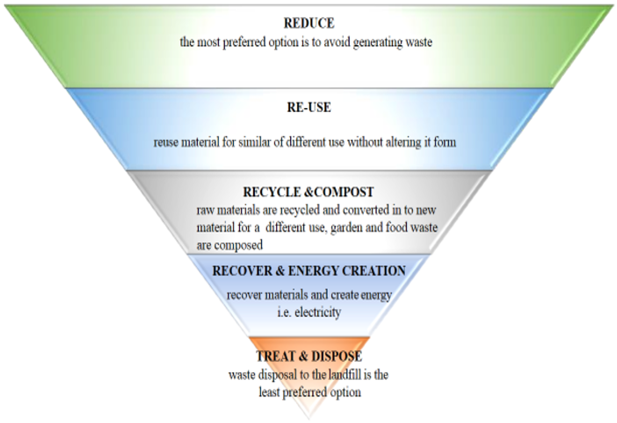 REDUCE
the most preferred option is to avoid generating waste
RE-USE
reuse material for similar of different use without altering it form
RECYCLE &COMPOST
raw materials are recycled and converted in to new
material for a different use, garden and food waste
are composed
RECOVER & ENERGY CREATION
recover materials and create energy
i.e. electricity
TREAT & DISPOSE
waste disposal to the landfill is the
least preferred option